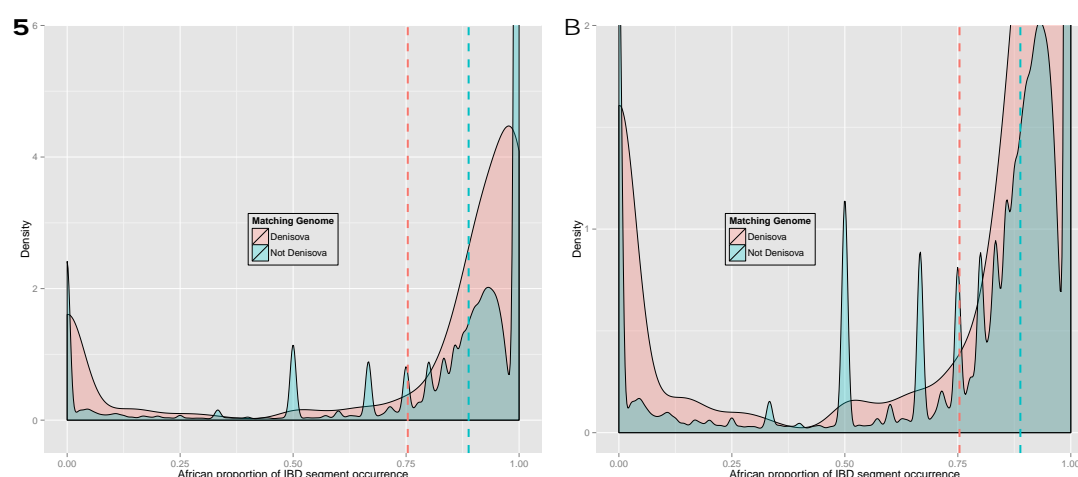 5
6
4
2
0
Density
Matching Genome
Denisova
Not Denisova
0.00 0.25 0.50 0.75 1.00
African proportion of IBD segment occurrence
B
2
1
0
Density
Matching Genome
Denisova
Not Denisova
0.00 0.25 0.50 0.75 1.00
African proportion of IBD segment occurrence